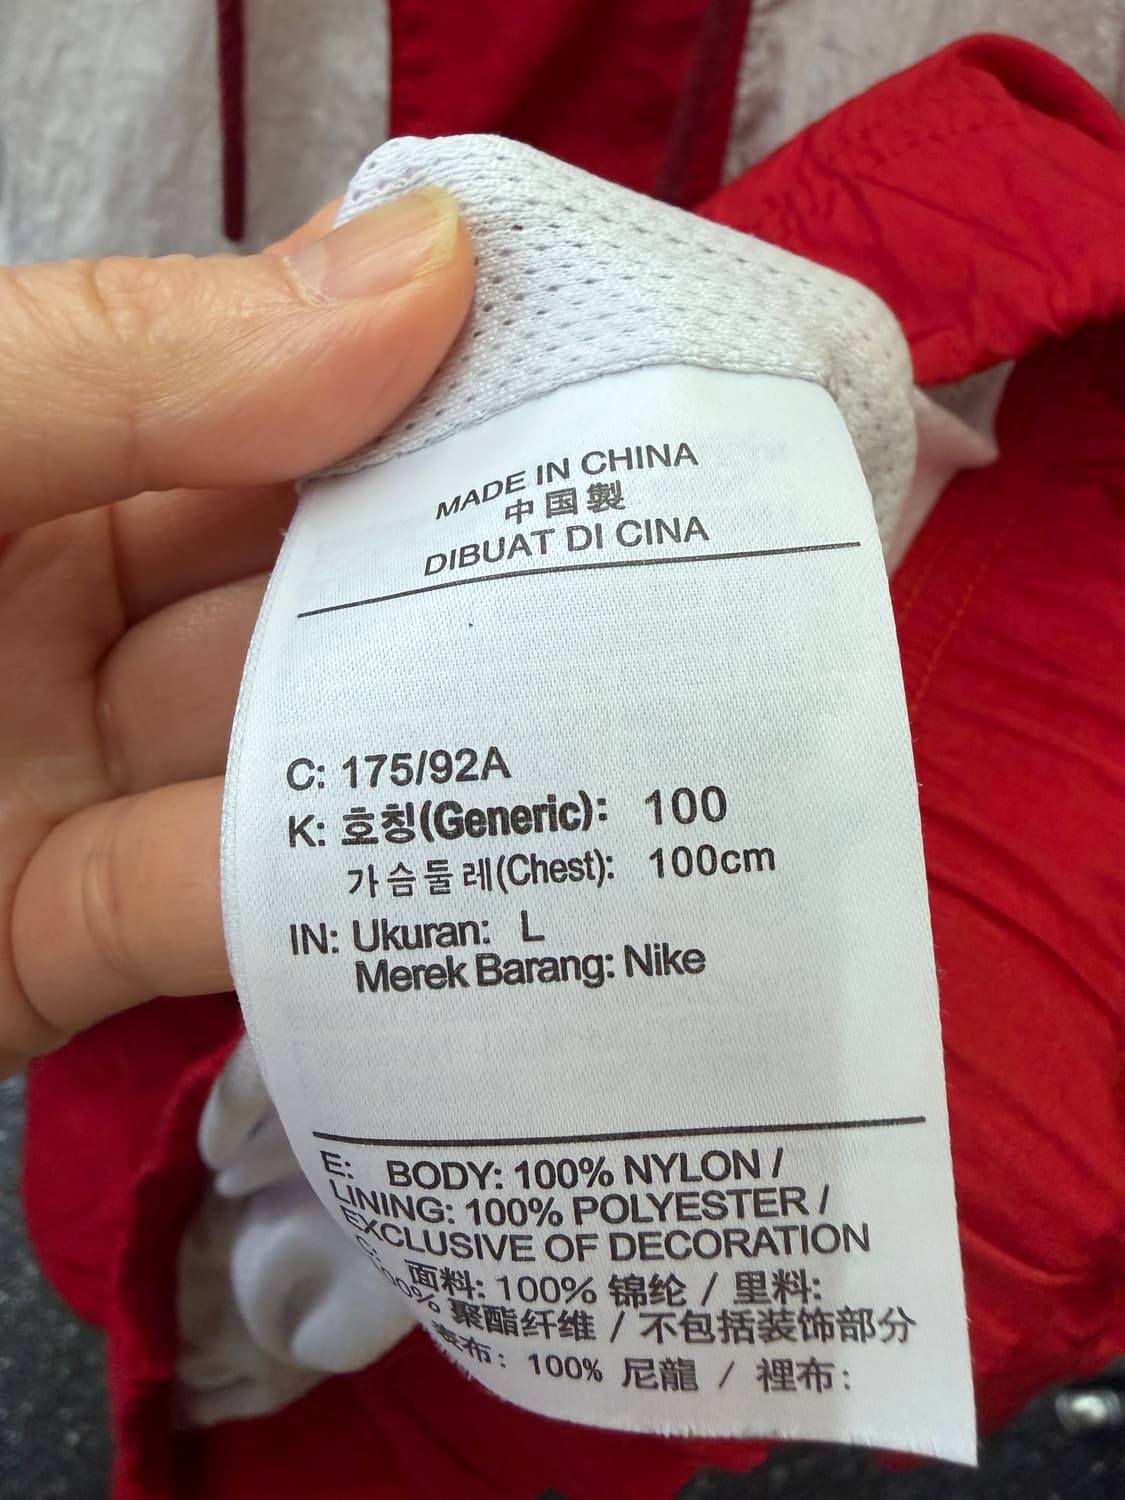 MADE IN CHINA
中国製
DIBUAT DI CINA
C: 175/92A
K: 호칭(Generic): 100
가슴둘레(Chest): 100cm
IN: Ukuran: L
Merek Barang: Nike
E: BODY: 100% NYLON /
LINING: 100% POLYESTER /
EXCLUSIVE OF DECORATION
C: 面料: 100% 锦纶 / 里料:
100% 聚酯纤维 / 不包括装饰部分
表布: 100% 尼龍 / 裡布: